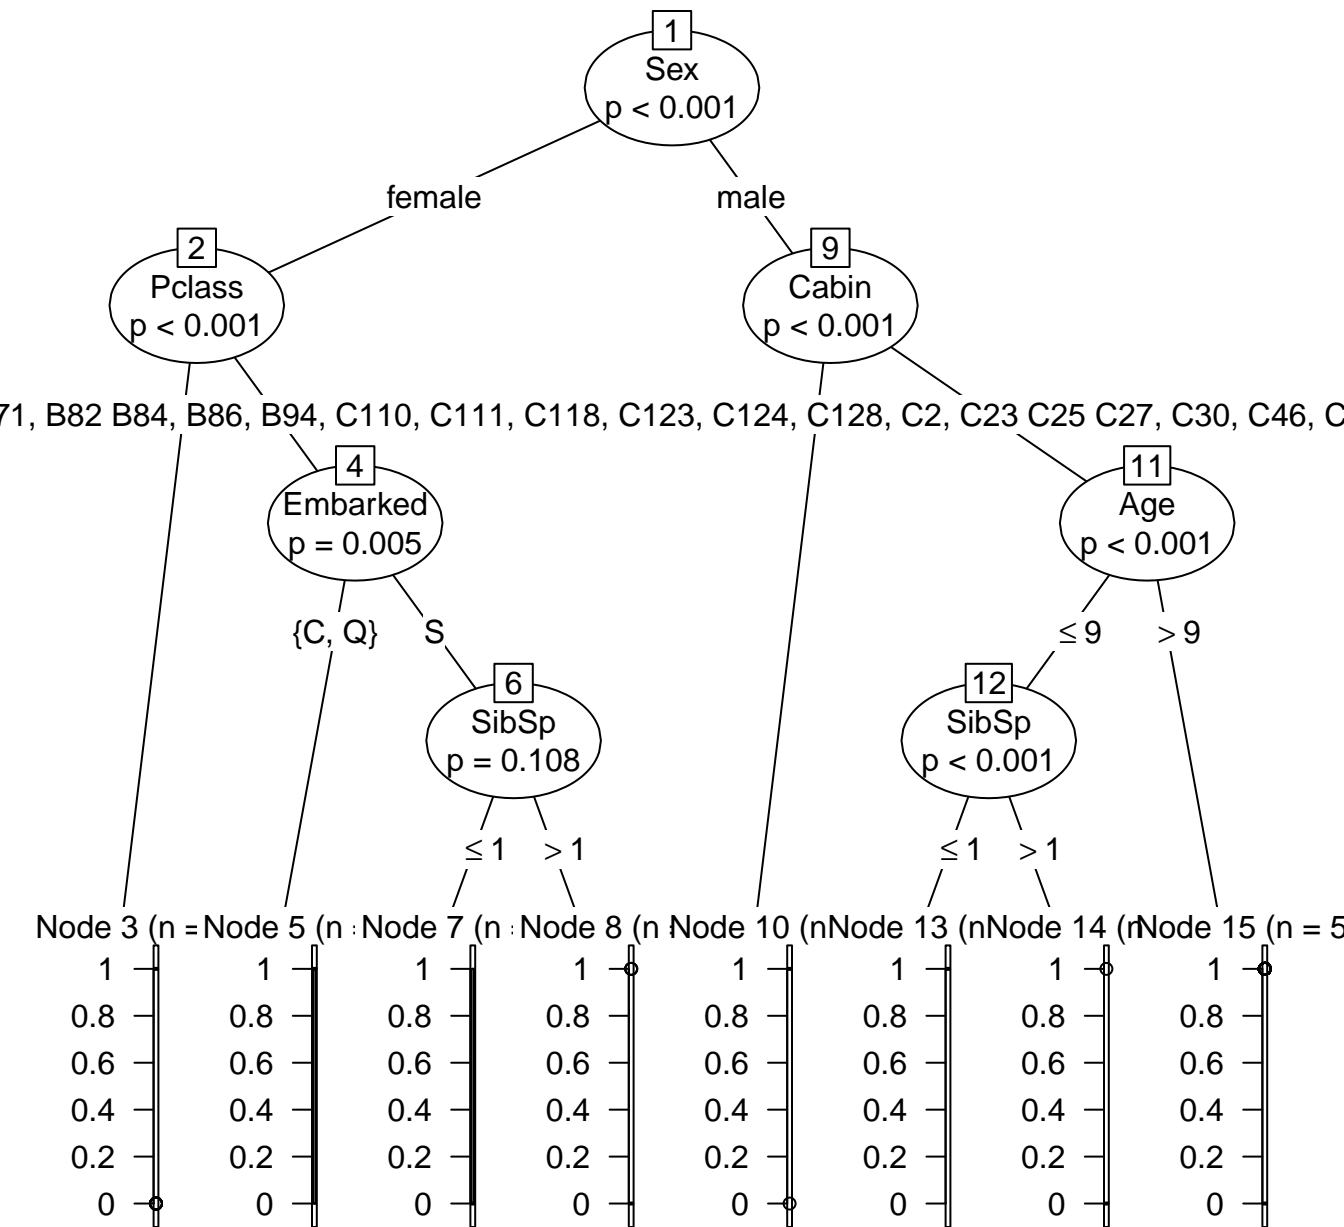 1
Sex
p < 0.001
female
male
2
Pclass
p < 0.001
9
Cabin
p < 0.001
71, B82 B84, B86, B94, C110, C111, C118, C123, C124, C128, C2, C23 C25 C27, C30, C46, C
4
Embarked
p = 0.005
11
Age
p < 0.001
{C, Q}
S
≤ 9
> 9
6
SibSp
p = 0.108
12
SibSp
p < 0.001
≤ 1
> 1
≤ 1
> 1
Node 3 (n =
Node 5 (n
Node 7 (n
Node 8 (n
Node 10 (n
Node 13 (n
Node 14 (n
Node 15 (n = 5
1 1 1 1 1 1 1 1
0.8 0.8 0.8 0.8 0.8 0.8 0.8 0.8
0.6 0.6 0.6 0.6 0.6 0.6 0.6 0.6
0.4 0.4 0.4 0.4 0.4 0.4 0.4 0.4
0.2 0.2 0.2 0.2 0.2 0.2 0.2 0.2
0 0 0 0 0 0 0 0